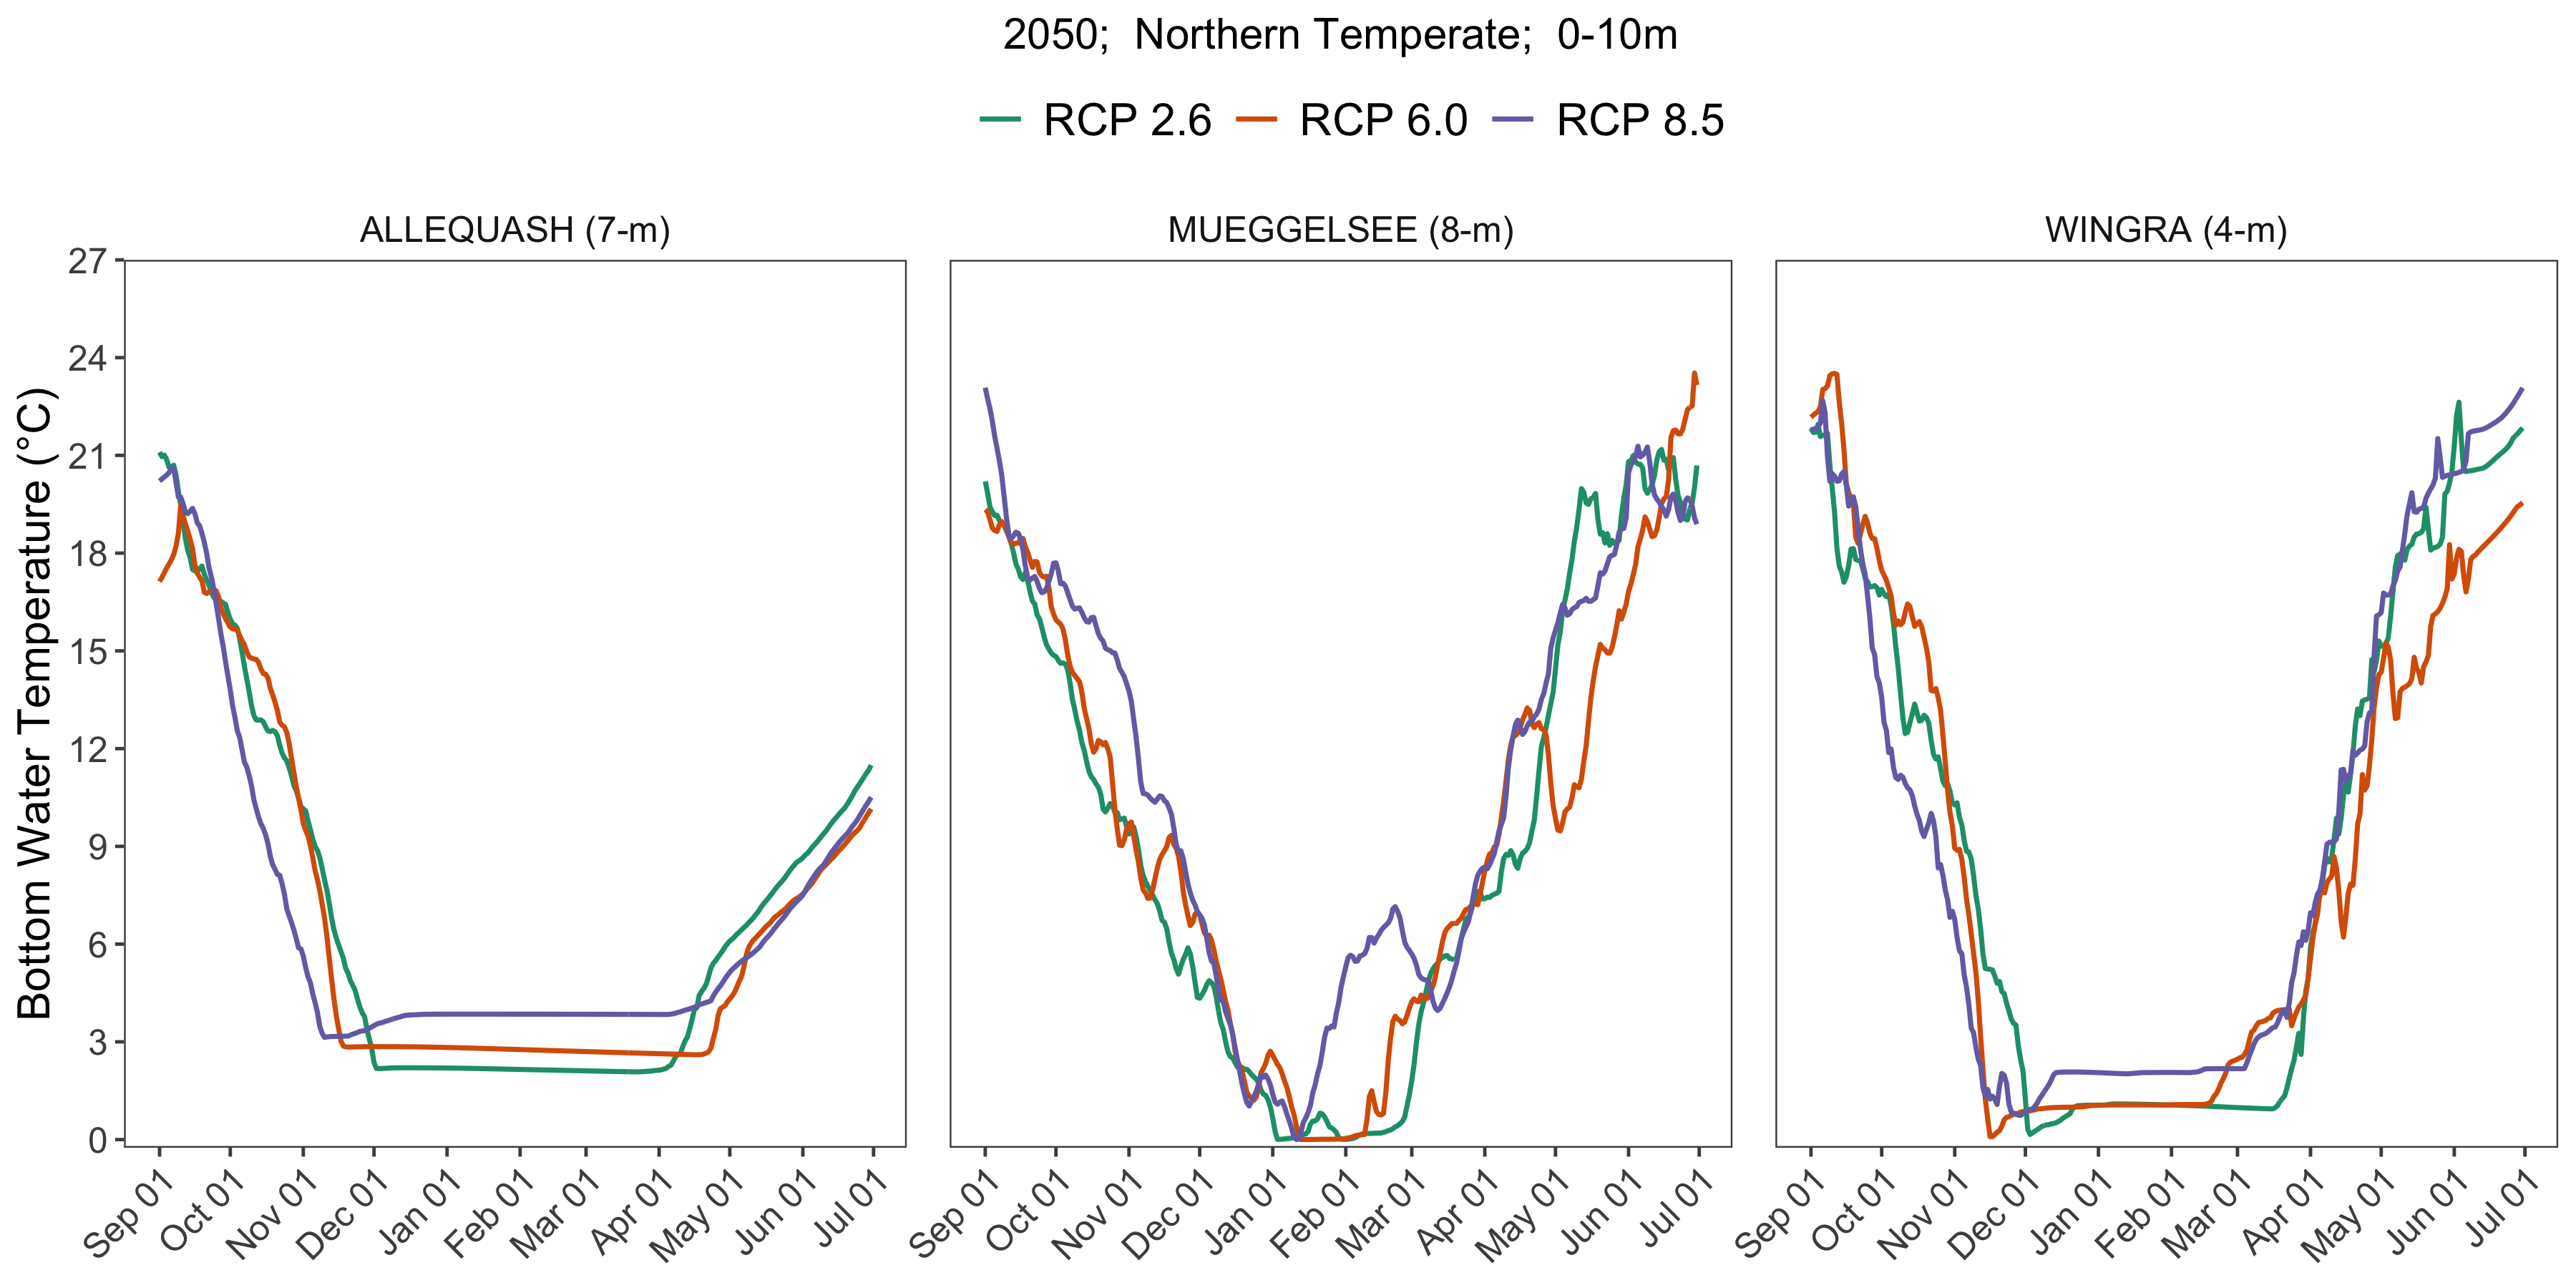 2050;  Northern Temperate;  0-10m
RCP 2.6 RCP 6.0 RCP 8.5
ALLEQUASH (7-m) MUEGGELSEE (8-m) WINGRA (4-m)
Bottom Water Temperature (°C)
27
24
21
18
15
12
9
6
3
0
Sep 01 Oct 01 Nov 01 Dec 01 Jan 01 Feb 01 Mar 01 Apr 01 May 01 Jun 01 Jul 01 Sep 01 Oct 01 Nov 01 Dec 01 Jan 01 Feb 01 Mar 01 Apr 01 May 01 Jun 01 Jul 01 Sep 01 Oct 01 Nov 01 Dec 01 Jan 01 Feb 01 Mar 01 Apr 01 May 01 Jun 01 Jul 01